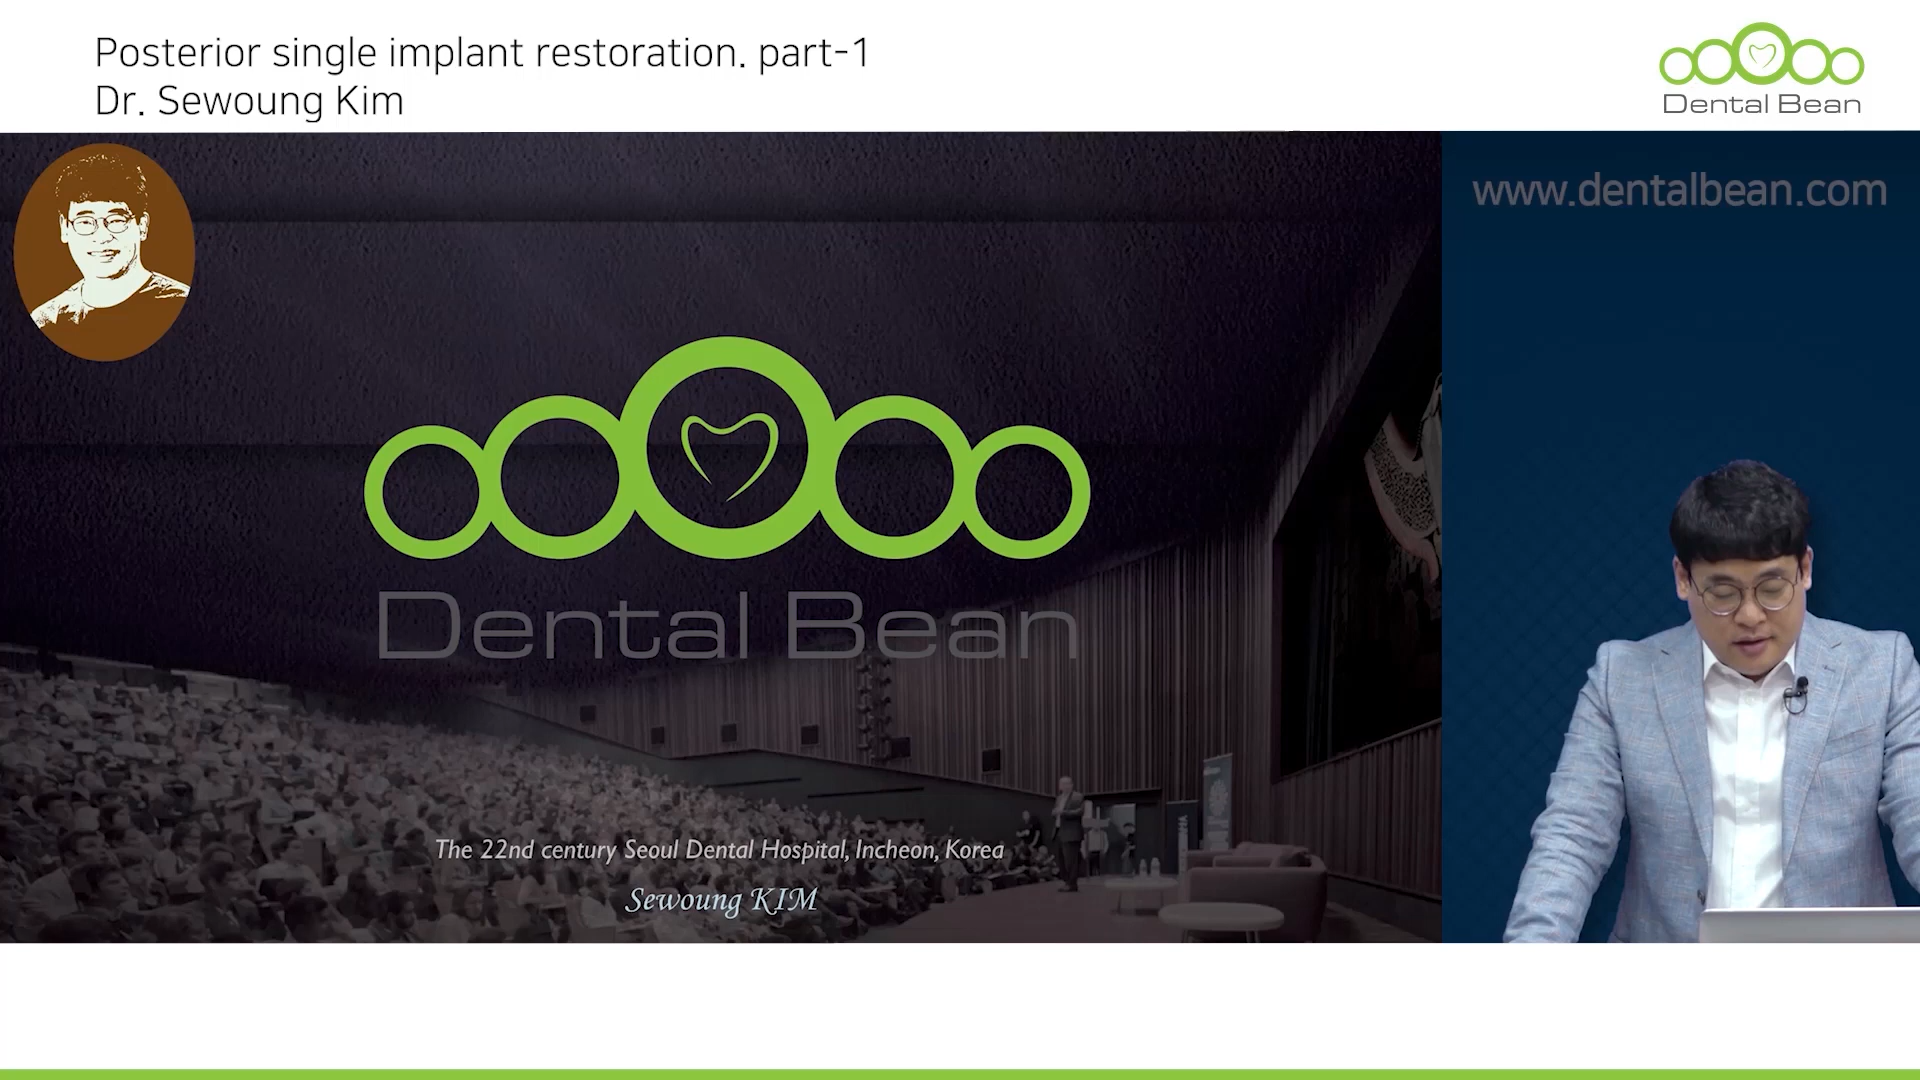 Posterior single implant restoration. part-1
Dr. Sewoung Kim
Dental Bean
www.dentalbean.com
Dental Bean
The 22nd century Seoul Dental Hospital, Incheon, Korea
Sewoung KIM